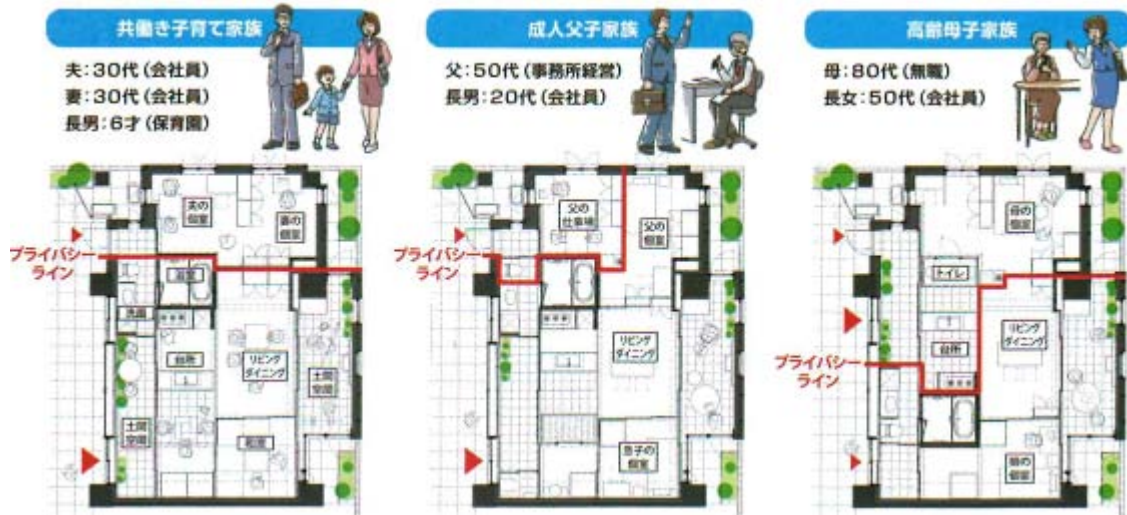 共働き子育て家族
夫:30代(会社員)
妻:30代(会社員)
長男:6才(保育園)
夫の
個室
妻の
個室
プライバシー
ライン
浴室
洗面
台所
リビング
ダイニング
土間
空間
土間
空間
和室
成人父子家族
父:50代(事務所経営)
長男:20代(会社員)
父の
仕事場
父の
個室
プライバシー
ライン
リビング
ダイニング
息子の
個室
高齢母子家族
母:80代(無職)
長女:50代(会社員)
母の
個室
トイレ
台所
リビング
ダイニング
プライバシー
ライン
娘の
個室